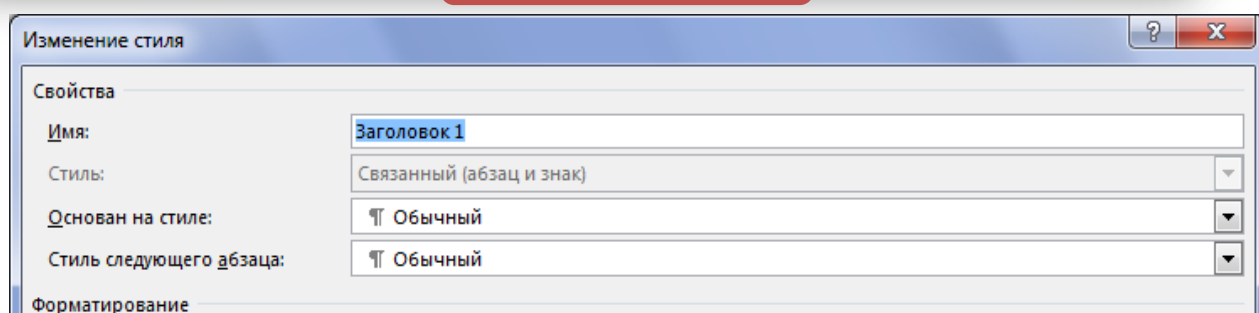 Изменение стиля
Свойства
Имя: Заголовок 1
Стиль: Связанный (абзац и знак)
Основан на стиле: ¶ Обычный
Стиль следующего абзаца: ¶ Обычный
Форматирование